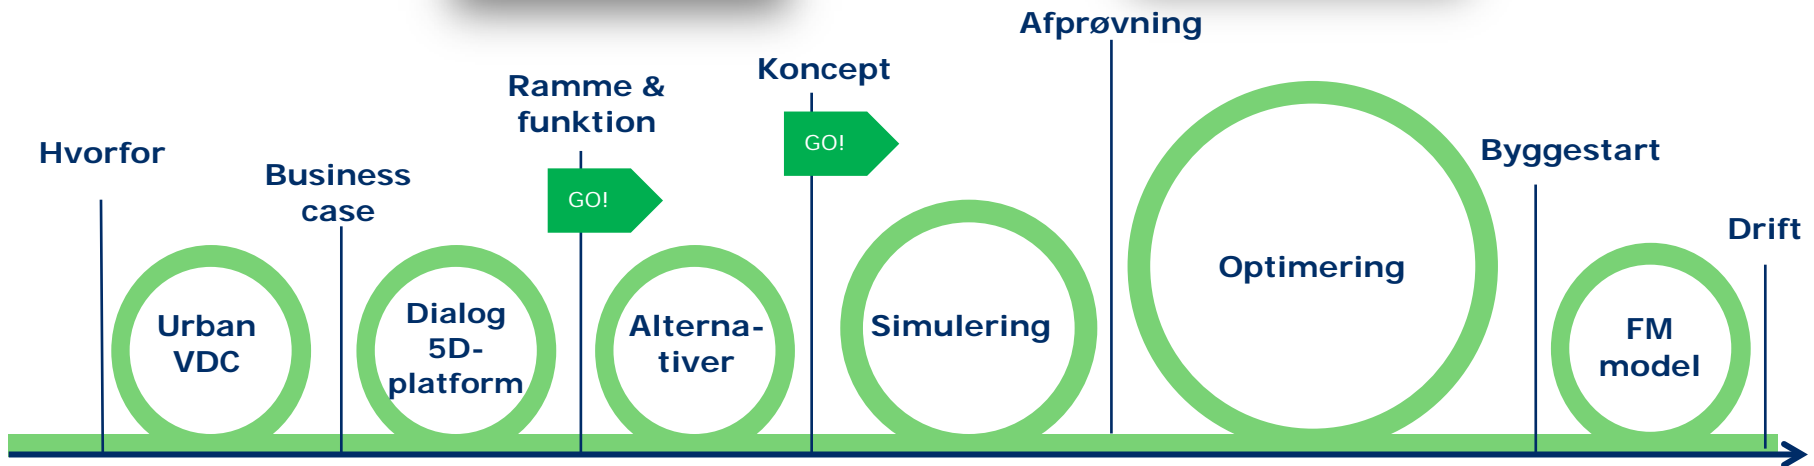 Hvorfor
Urban
VDC
Business
case
Dialog
5D-
platform
Ramme &
funktion
GO!
Alterna-
tiver
Koncept
GO!
Simulering
Afprøvning
Optimering
Byggestart
FM
model
Drift